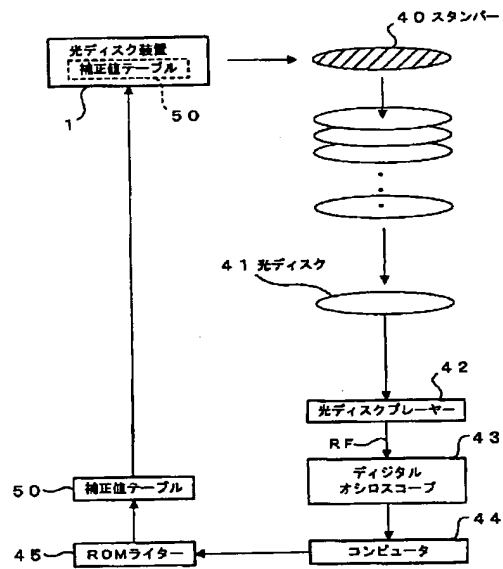 光ディスク装置
補正値テーブル
1
50
40 スタンパー
41 光ディスク
42
光ディスクプレーヤー
RF
43
ディジタル
オシロスコープ
44
コンピュータ
50
補正値テーブル
45
ROMライター